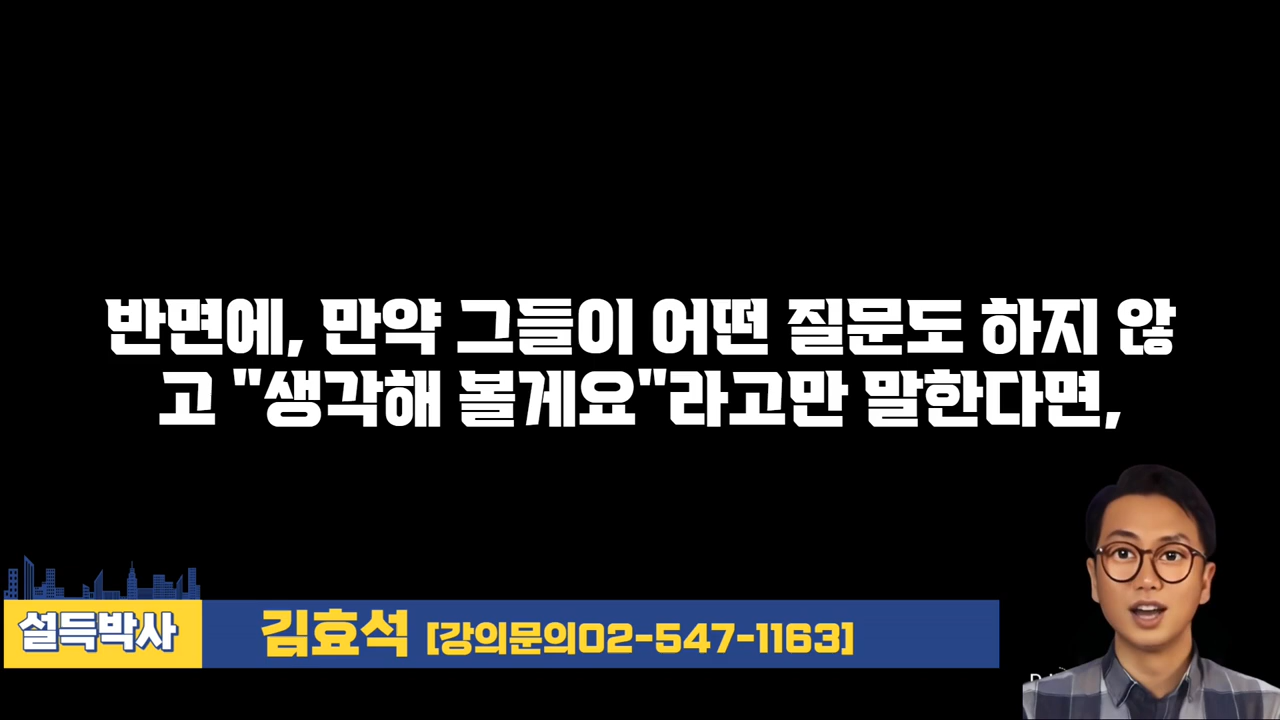 반면에, 만약 그들이 어떤 질문도 하지 않
고 "생각해 볼게요"라고만 말한다면,
설득박사
김효석 [강의문의02-547-1163]